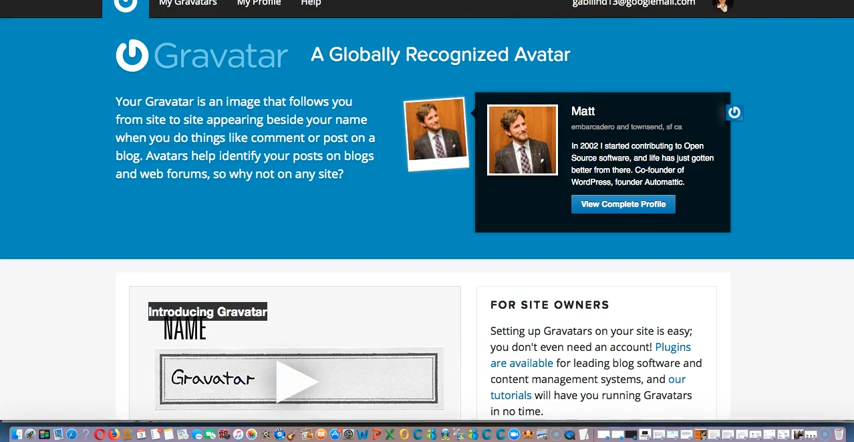 My Gravatars My Profile Help gabilind13@googlemail.com
Gravatar A Globally Recognized Avatar
Your Gravatar is an image that follows you
from site to site appearing beside your name
when you do things like comment or post on a
blog. Avatars help identify your posts on blogs
and web forums, so why not on any site?
Matt
embarcadero and townsend, sf ca
In 2002 I started contributing to Open
Source software, and life has just gotten
better from there. Co-founder of
WordPress, founder Automattic.
View Complete Profile
Introducing Gravatar
NAME
Gravatar
FOR SITE OWNERS
Setting up Gravatars on your site is easy;
you don't even need an account! Plugins
are available for leading blog software and
content management systems, and our
tutorials will have you running Gravatars
in no time.